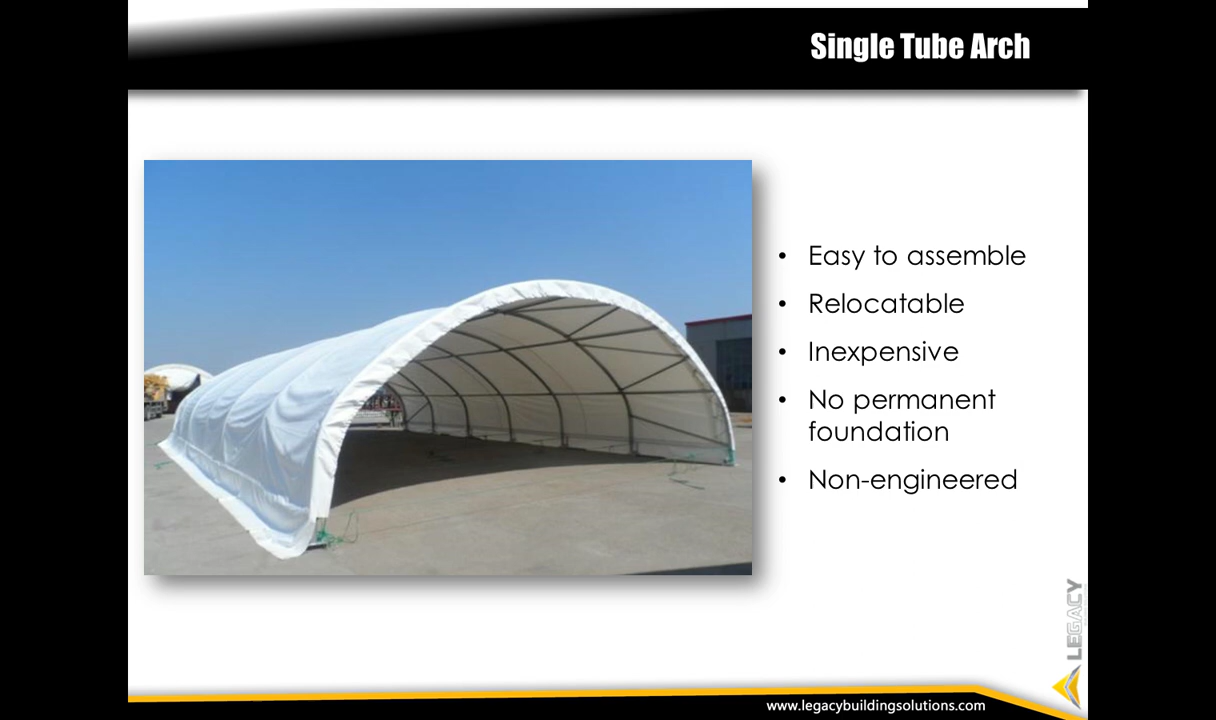 Single Tube Arch
• Easy to assemble
• Relocatable
• Inexpensive
• No permanent
foundation
• Non-engineered
LEGACY
www.legacybuildingsolutions.com